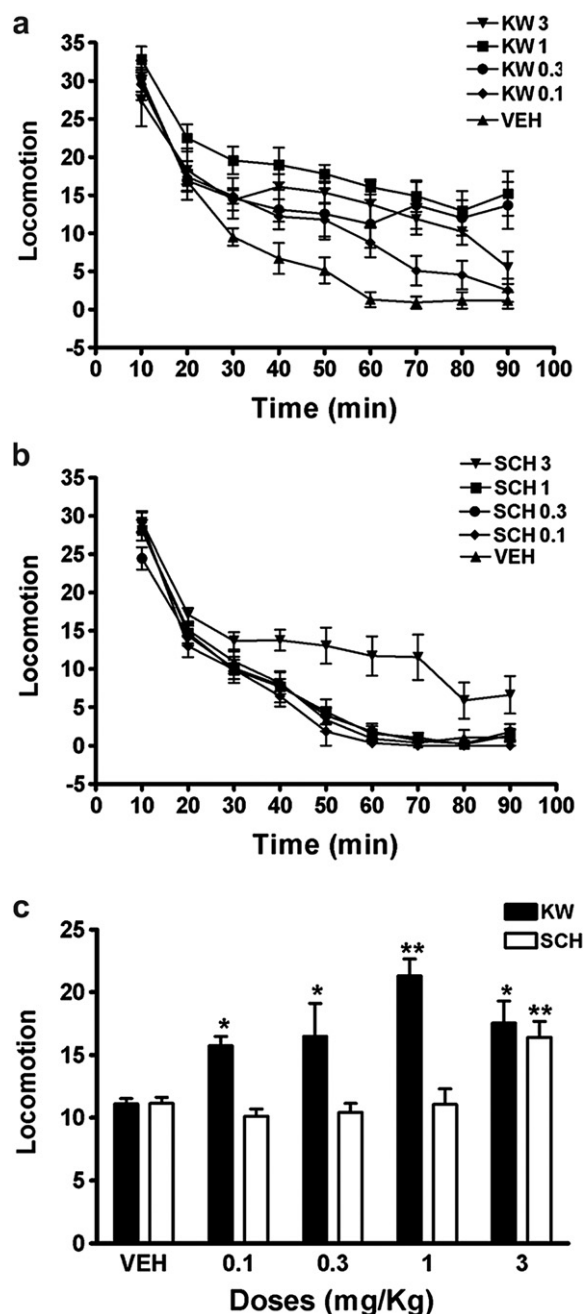 a
KW 3
KW 1
KW 0.3
KW 0.1
VEH
Locomotion
35
30
25
20
15
10
5
0
-5
0 10 20 30 40 50 60 70 80 90 100
Time (min)
b
SCH 3
SCH 1
SCH 0.3
SCH 0.1
VEH
Locomotion
35
30
25
20
15
10
5
0
-5
0 10 20 30 40 50 60 70 80 90 100
Time (min)
c
KW
SCH
Locomotion
25
20
15
10
5
0
* * ** * **
VEH 0.1 0.3 1 3
Doses (mg/Kg)